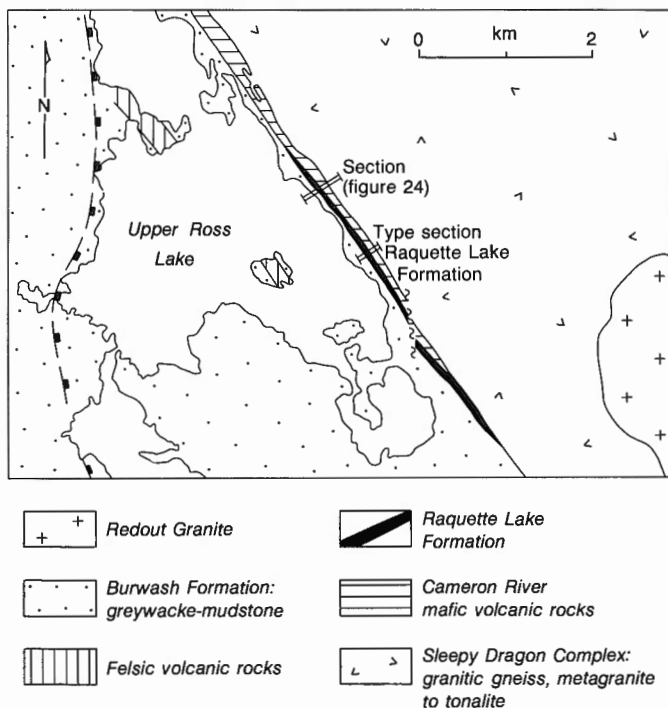 0 km 2
N
Section
(figure 24)
Type section
Raquette Lake
Formation
Upper Ross
Lake
Redout Granite
Raquette Lake
Formation
Burwash Formation:
greywacke-mudstone
Cameron River
mafic volcanic rocks
Felsic volcanic rocks
Sleepy Dragon Complex:
granitic gneiss, metagranite
to tonalite